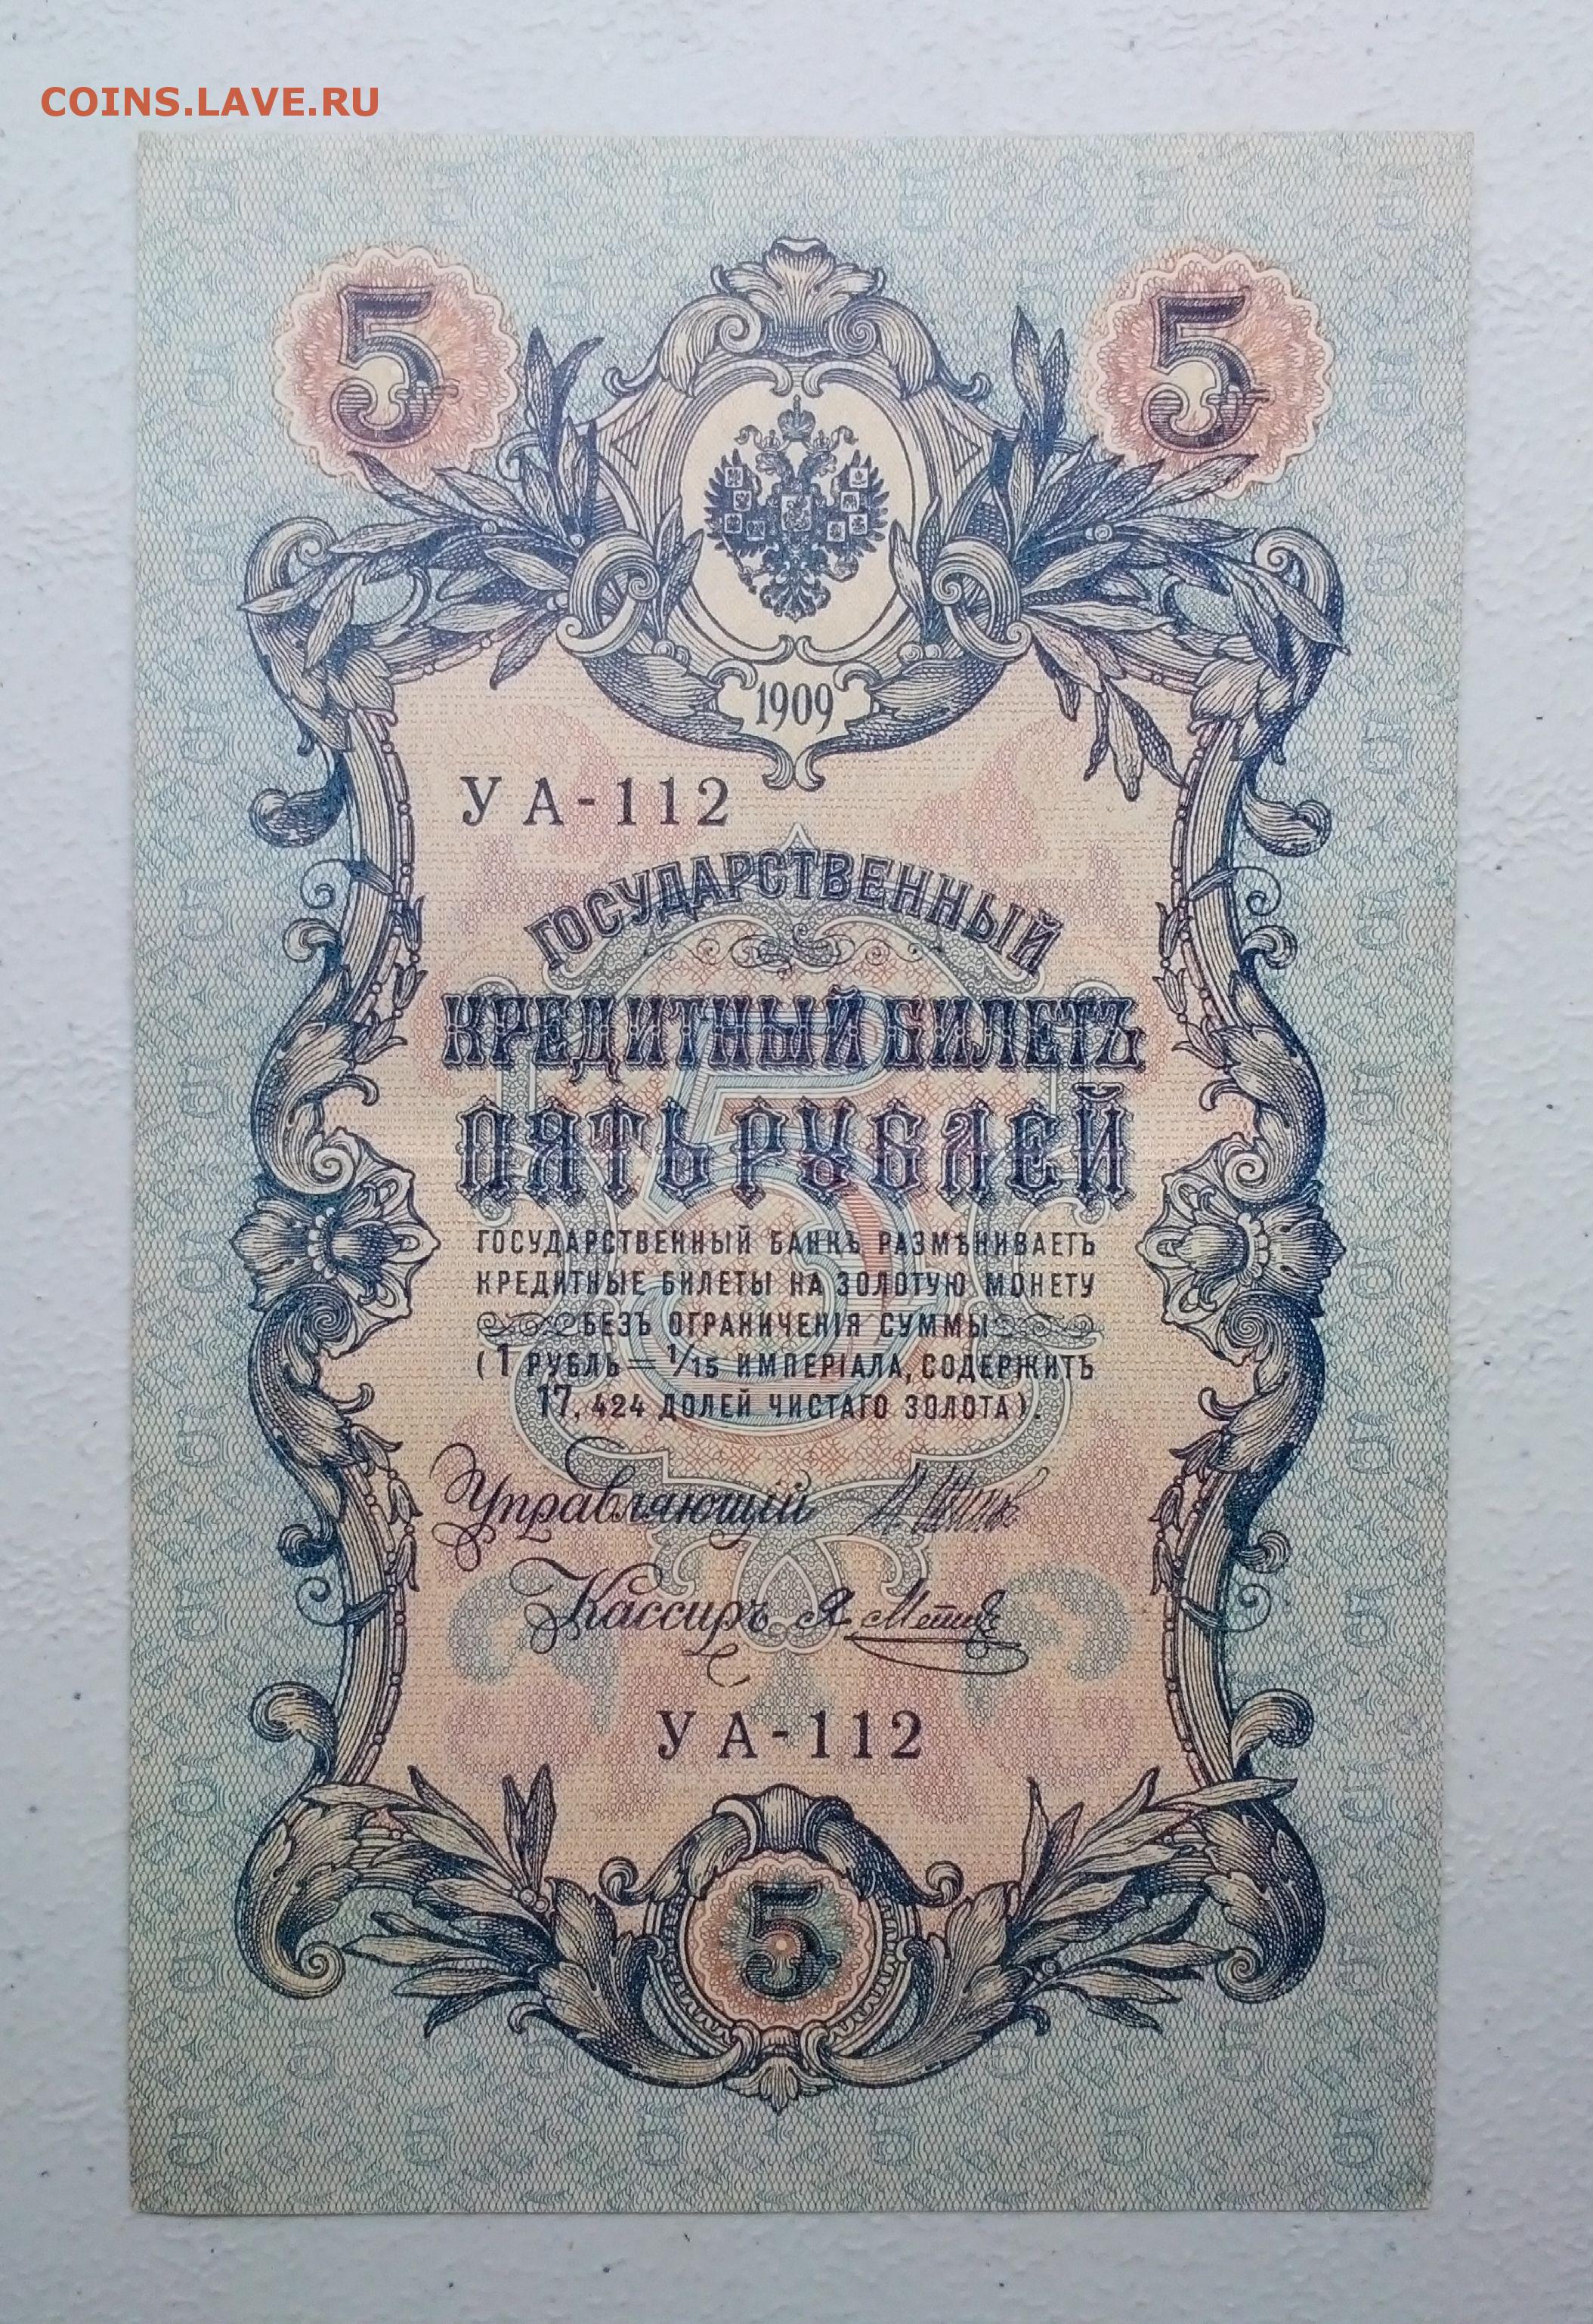 COINS.LAVE.RU
5 5
1909
УА-112
ГОСУДАРСТВЕННЫЙ
КРЕДИТНЫЙ БИЛЕТЪ
ПЯТЬ РУБЛЕЙ
ГОСУДАРСТВЕННЫЙ БАНКЪ РАЗМѢНИВАЕТЪ
КРЕДИТНЫЕ БИЛЕТЫ НА ЗОЛОТУЮ МОНЕТУ
БЕЗЪ ОГРАНИЧЕНІЯ СУММЫ
(1 РУБЛЬ = 1/15 ИМПЕРІАЛА, СОДЕРЖИТЪ
17,424 ДОЛЕЙ ЧИСТАГО ЗОЛОТА).
Управляющій
Кассиръ Я. Метц
УА-112
5